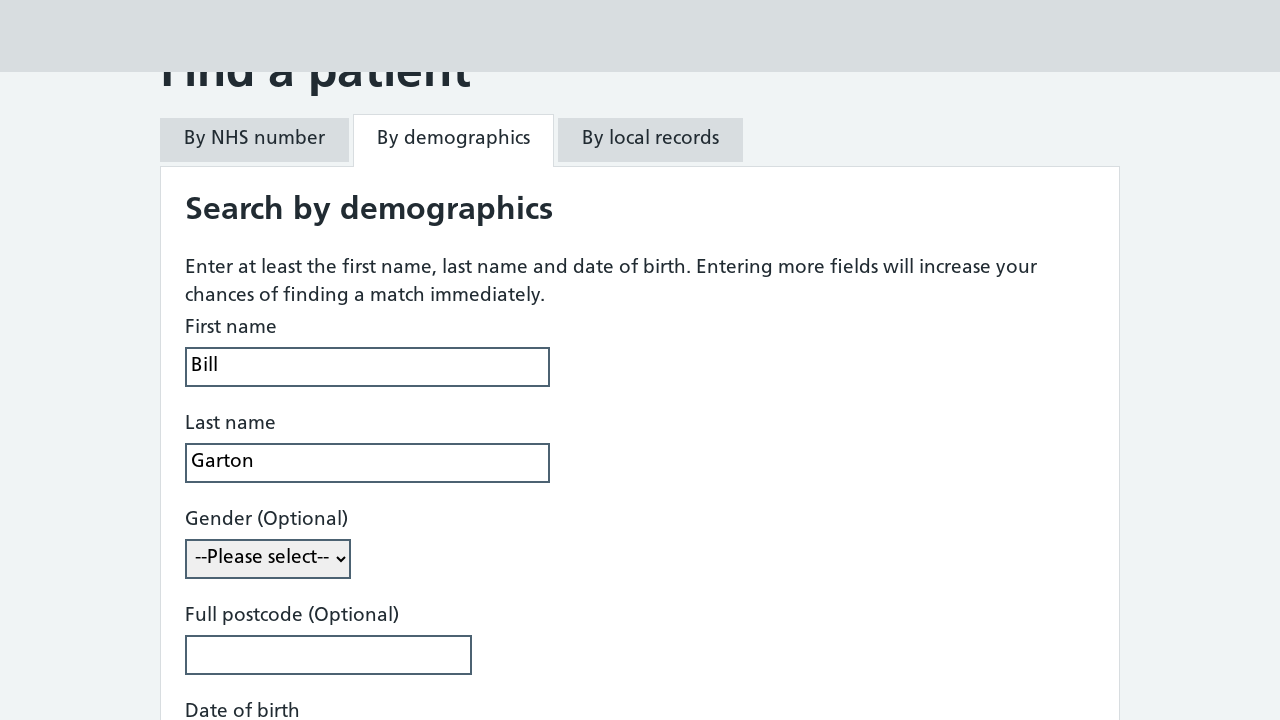 Find a patient
By NHS number
By demographics
By local records
Search by demographics
Enter at least the first name, last name and date of birth. Entering more fields will increase your
chances of finding a match immediately.
First name
Bill
Last name
Garton
Gender (Optional)
--Please select--
Full postcode (Optional)
Date of birth